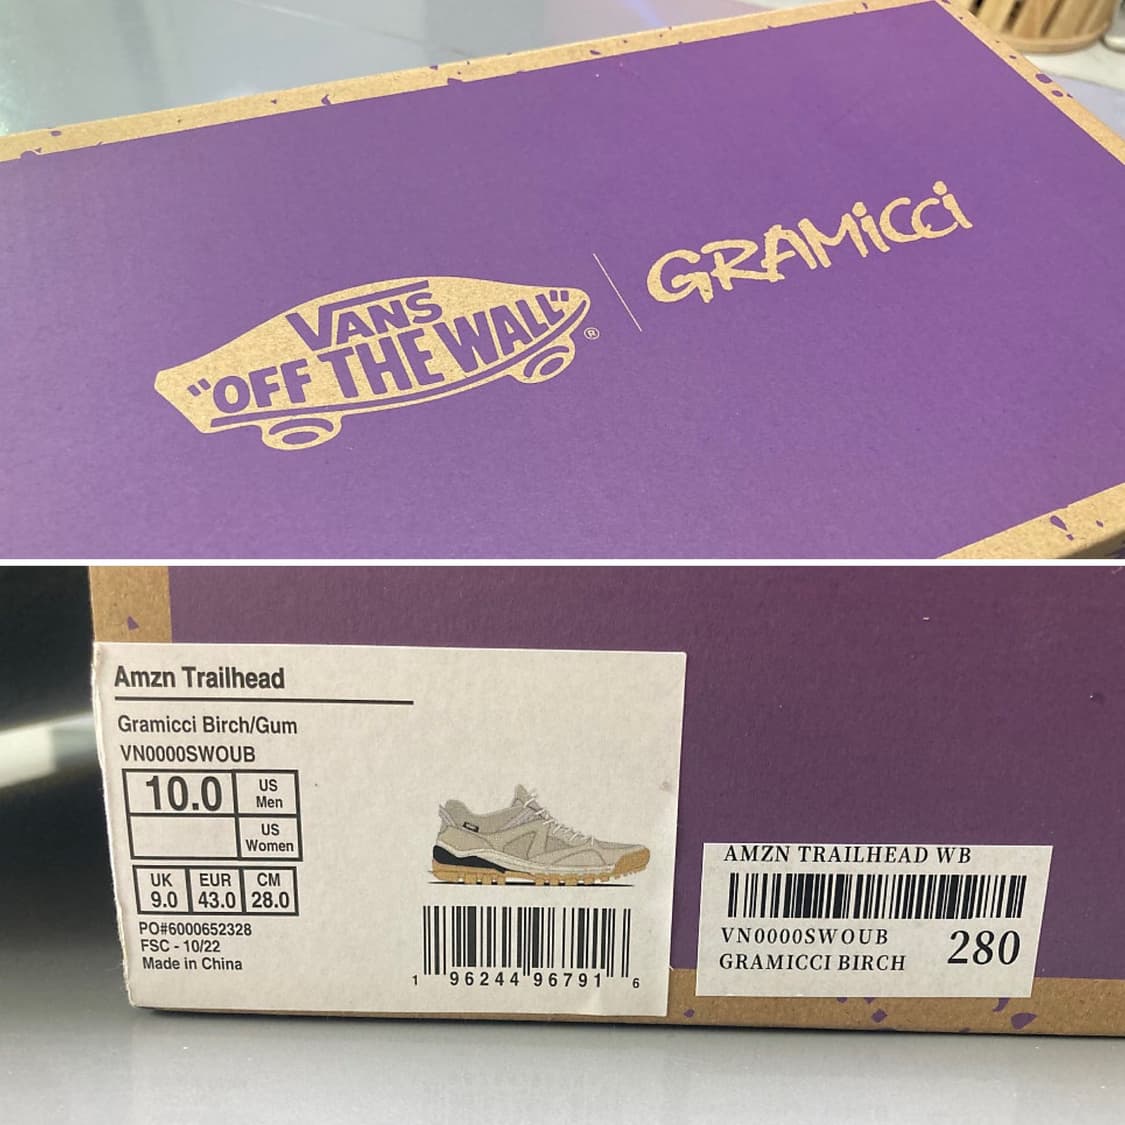 VANS
"OFF THE WALL"
®
GRAMICCI
Amzn Trailhead
Gramicci Birch/Gum
VN0000SWOUB
10.0 US Men
US Women
UK 9.0 EUR 43.0 CM 28.0
PO#6000652328
FSC - 10/22
Made in China
1 96244 96791 6
AMZN TRAILHEAD WB
VN0000SWOUB
GRAMICCI BIRCH
280